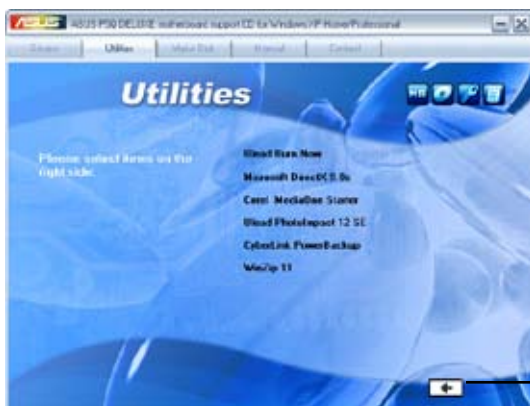 ASUS P5Q DELUXE motherboard support CD for Windows XP Home/Professional
Drivers Utilities Make Disk Manual Contact
Utilities
Please select items on the
right side.
Ulead Burn.Now
Microsoft DirectX 9.0c
Corel MediaOne Starter
Ulead PhotoImpact 12 SE
CyberLink PowerBackup
WinZip 11